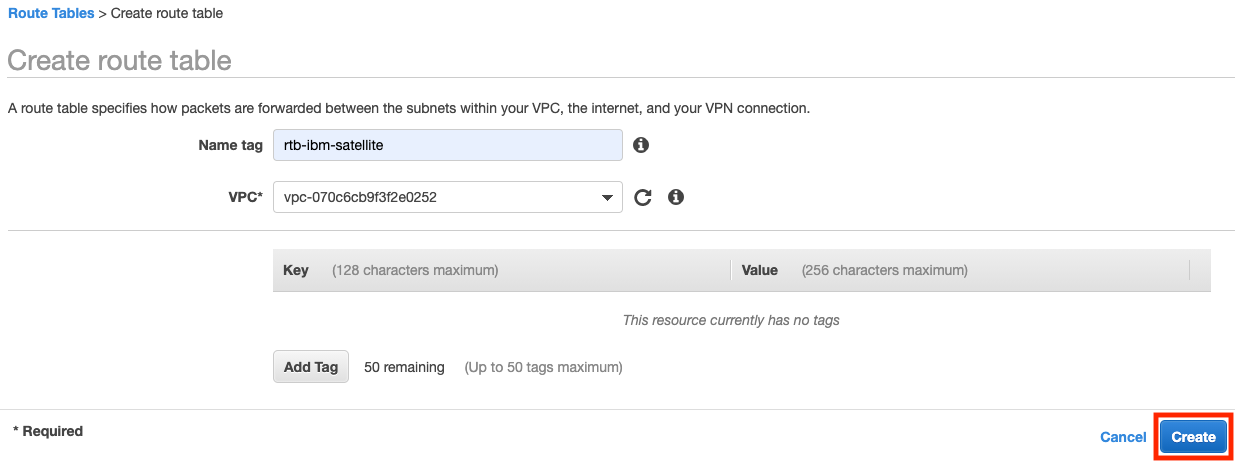 Route Tables > Create route table
Create route table
A route table specifies how packets are forwarded between the subnets within your VPC, the internet, and your VPN connection.
Name tag rtb-ibm-satellite
VPC* vpc-070c6cb9f3f2e0252
Key (128 characters maximum) Value (256 characters maximum)
This resource currently has no tags
Add Tag 50 remaining (Up to 50 tags maximum)
* Required
Cancel Create